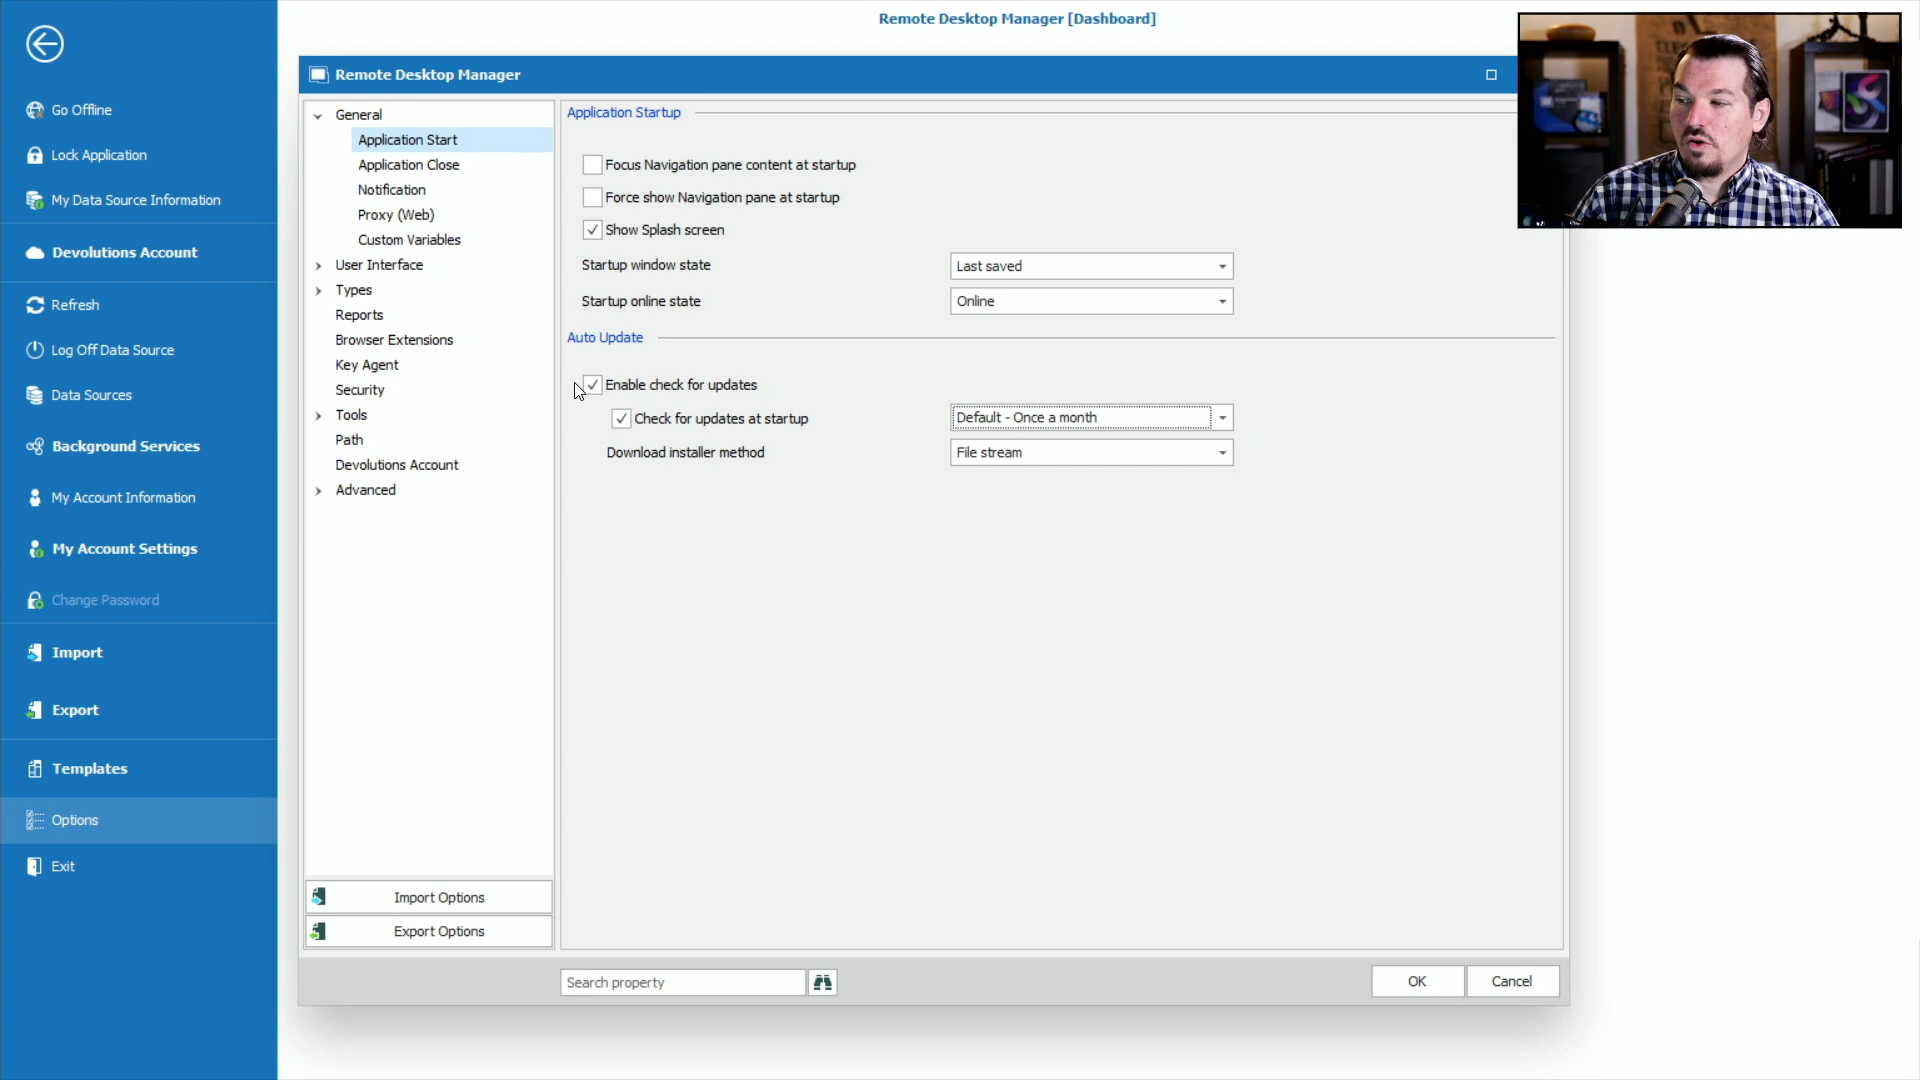 Remote Desktop Manager [Dashboard]
Go Offline
Lock Application
My Data Source Information
Devolutions Account
Refresh
Log Off Data Source
Data Sources
Background Services
My Account Information
My Account Settings
Change Password
Import
Export
Templates
Options
Exit
Remote Desktop Manager
General
Application Start
Application Close
Notification
Proxy (Web)
Custom Variables
User Interface
Types
Reports
Browser Extensions
Key Agent
Security
Tools
Path
Devolutions Account
Advanced
Import Options
Export Options
Application Startup
Focus Navigation pane content at startup
Force show Navigation pane at startup
Show Splash screen
Startup window state Last saved
Startup online state Online
Auto Update
Enable check for updates
Check for updates at startup Default - Once a month
Download installer method File stream
Search property
OK Cancel